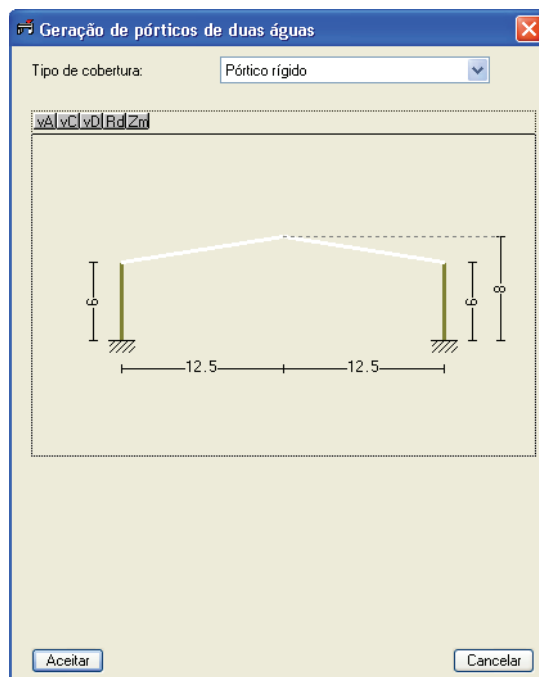 Geração de pórticos de duas águas
Tipo de cobertura: Pórtico rígido
vA vC vD Rd Zm
6 6 8
12.5 12.5
Aceitar Cancelar